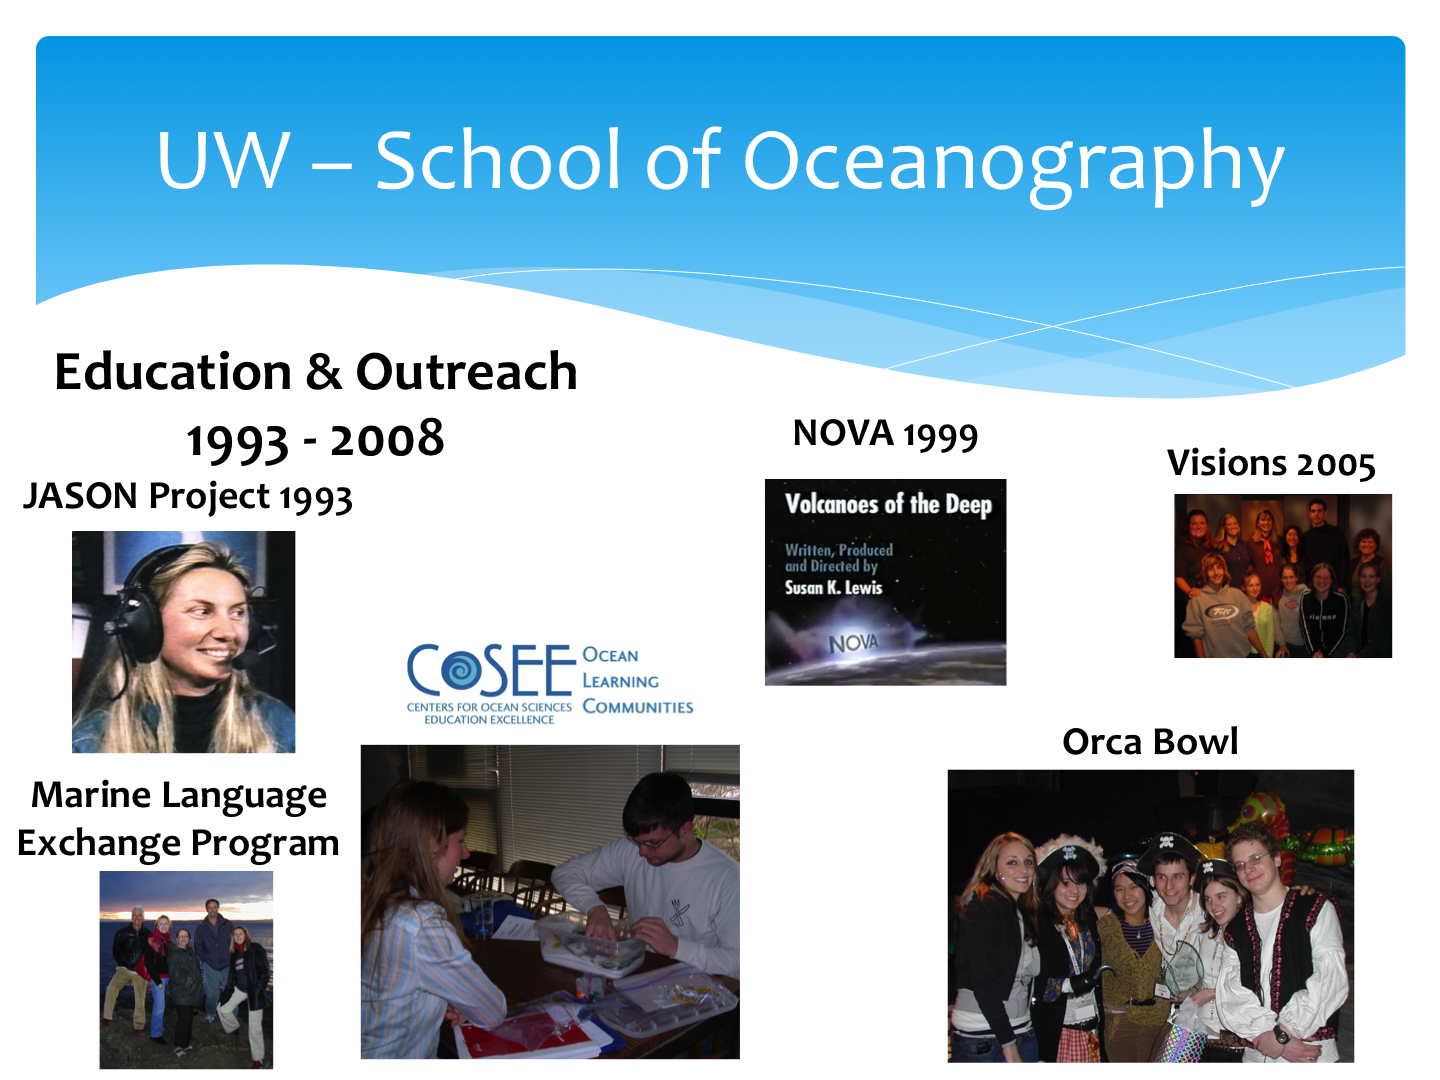 UW – School of Oceanography
Education & Outreach
1993 - 2008
JASON Project 1993
NOVA 1999
Visions 2005
Volcanoes of the Deep
Written, Produced
and Directed by
Susan K. Lewis
NOVA
COSEE OCEAN
LEARNING
COMMUNITIES
CENTERS FOR OCEAN SCIENCES
EDUCATION EXCELLENCE
Orca Bowl
Marine Language
Exchange Program